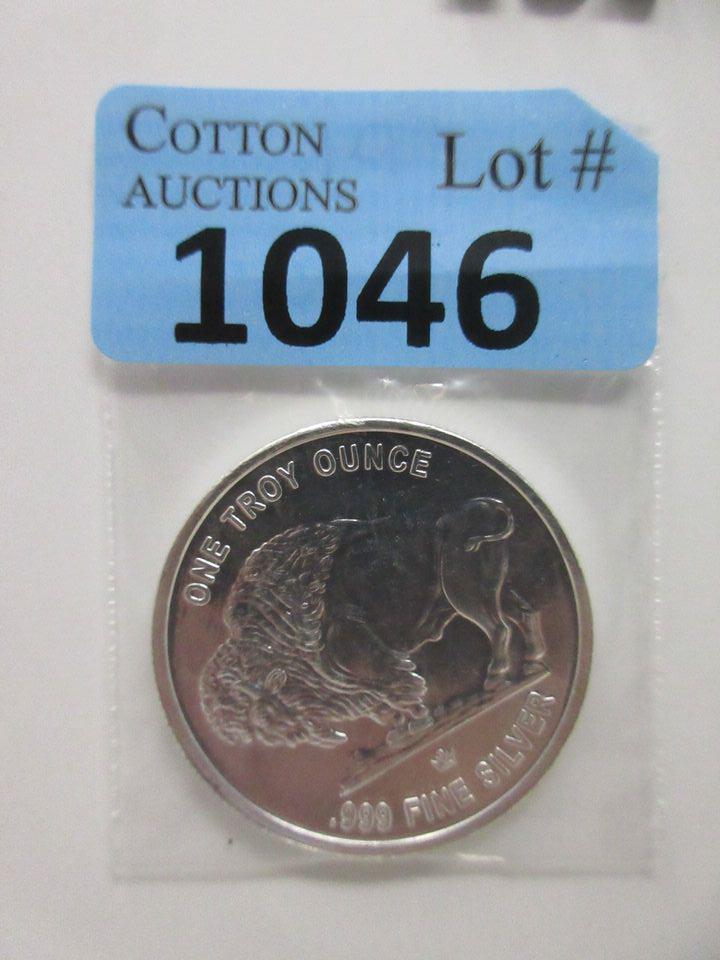 COTTON
AUCTIONS
Lot #
1046
ONE TROY OUNCE
.999 FINE SILVER